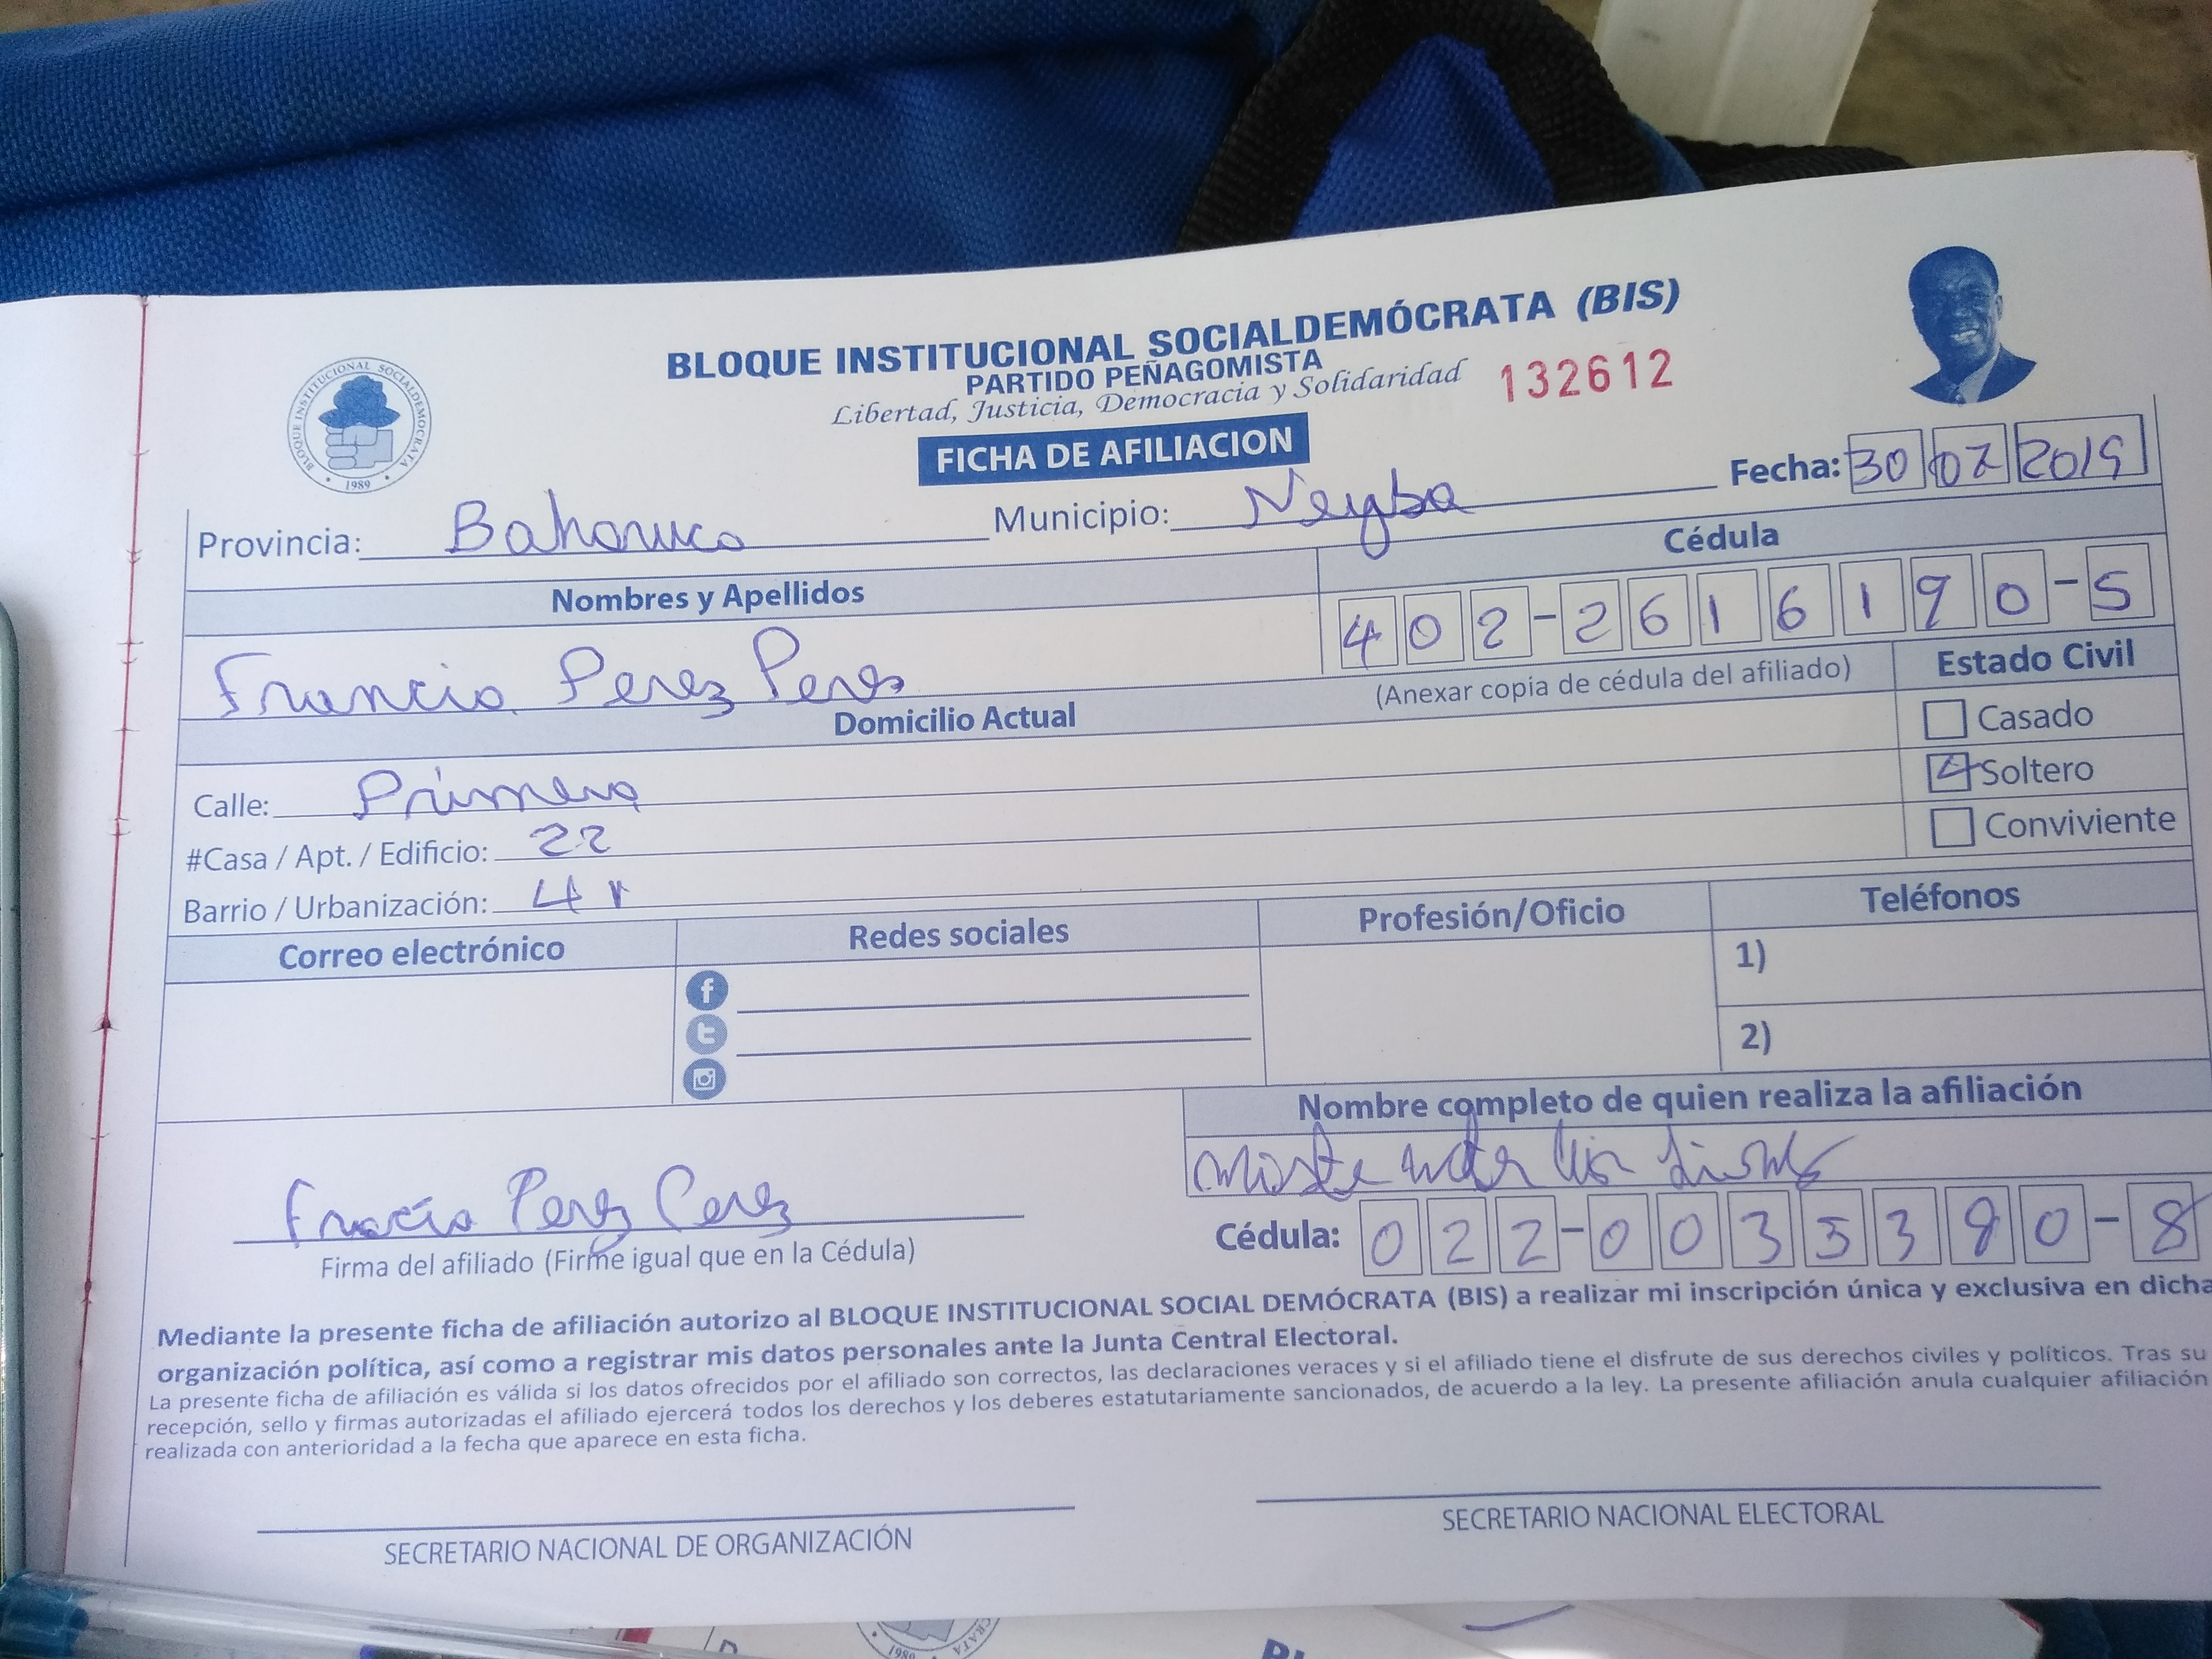 BLOQUE INSTITUCIONAL SOCIALDEMÓCRATA (BIS)
PARTIDO PEÑAGOMISTA
Libertad, Justicia, Democracia y Solidaridad 132612
BLOQUE INSTITUCIONAL SOCIALDEMOCRATA
1989
FICHA DE AFILIACION
Fecha: 30 07 2019
Provincia: Bahoruco Municipio: Neyba
Nombres y Apellidos Cédula
Francis Perez Perez 402-2616190-5
(Anexar copia de cédula del afiliado)
Domicilio Actual Estado Civil
Casado
Calle: Primera
Soltero
#Casa / Apt. / Edificio: 22
Conviviente
Barrio / Urbanización: 4
Correo electrónico Redes sociales Profesión/Oficio Teléfonos
1)
2)
Nombre completo de quien realiza la afiliación
Francis Perez Perez
Firma del afiliado (Firme igual que en la Cédula)
Cédula: 022-0035390-8
Mediante la presente ficha de afiliación autorizo al BLOQUE INSTITUCIONAL SOCIAL DEMÓCRATA (BIS) a realizar mi inscripción única y exclusiva en dicha
organización política, así como a registrar mis datos personales ante la Junta Central Electoral.
La presente ficha de afiliación es válida si los datos ofrecidos por el afiliado son correctos, las declaraciones veraces y si el afiliado tiene el disfrute de sus derechos civiles y políticos. Tras su
recepción, sello y firmas autorizadas el afiliado ejercerá todos los derechos y los deberes estatutariamente sancionados, de acuerdo a la ley. La presente afiliación anula cualquier afiliación
realizada con anterioridad a la fecha que aparece en esta ficha.
SECRETARIO NACIONAL DE ORGANIZACIÓN SECRETARIO NACIONAL ELECTORAL